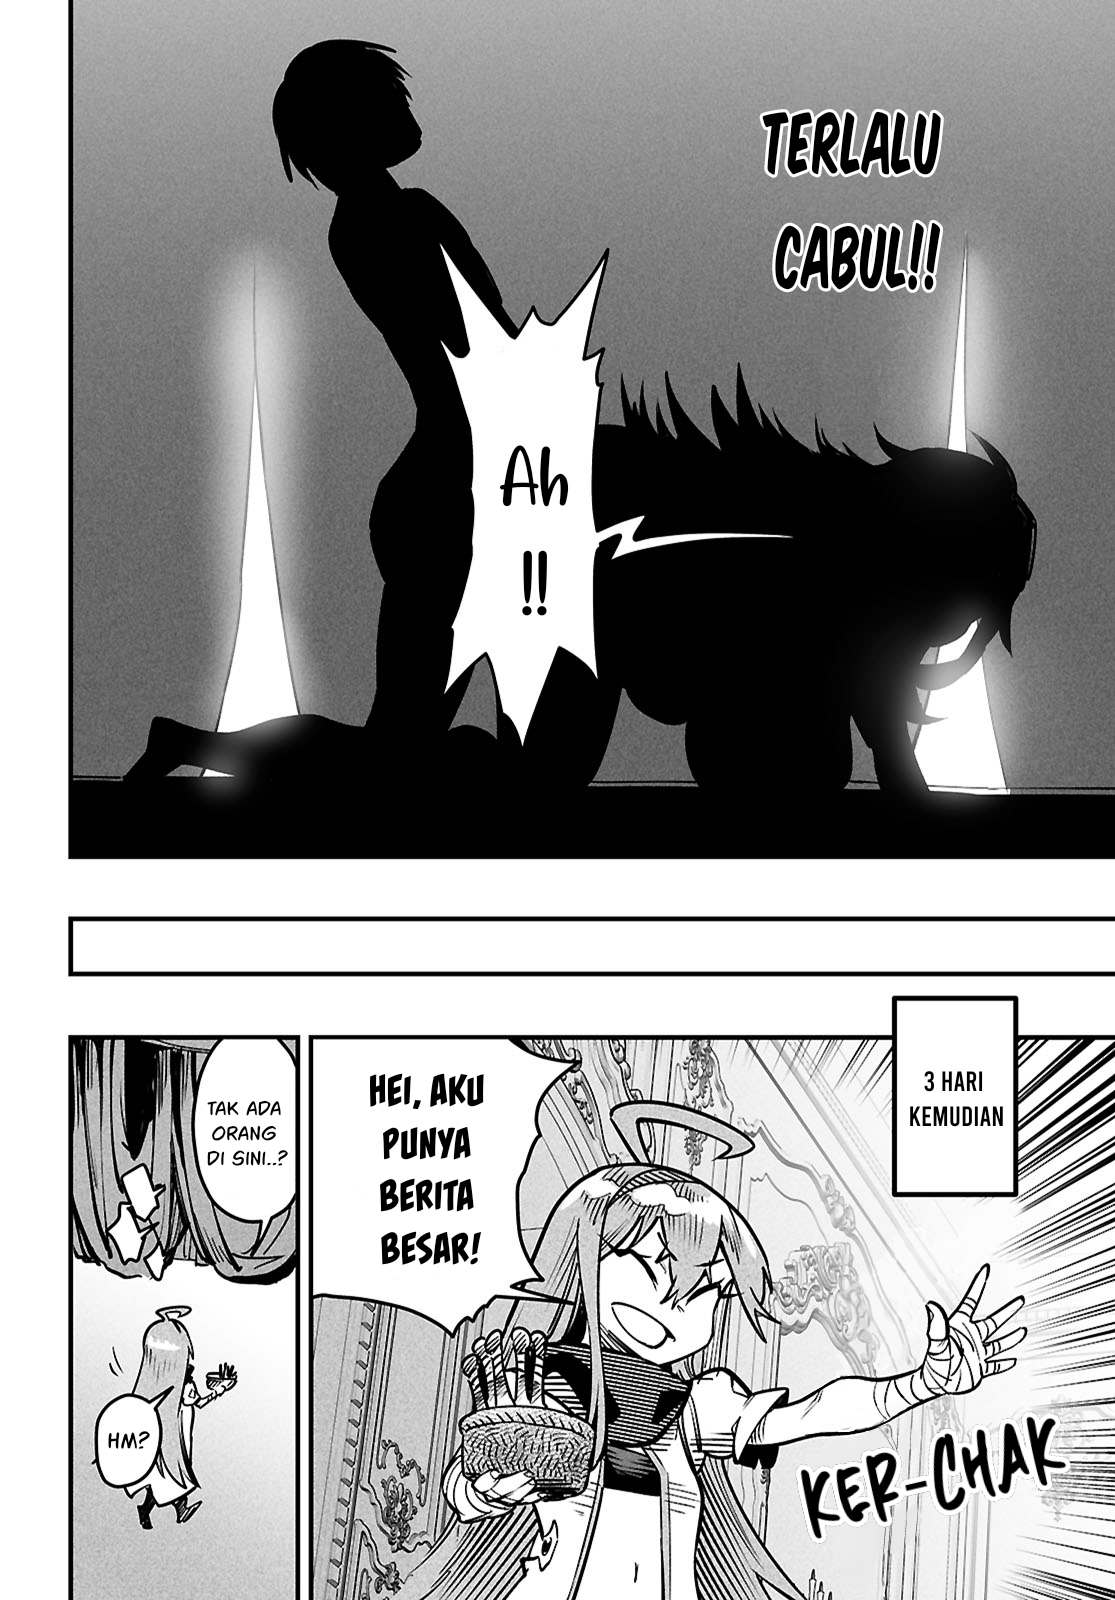 TERLALU
CABUL!!
Ah
!!
3 HARI
KEMUDIAN
HEI, AKU
PUNYA
BERITA
BESAR!
KER-CHAK
TAK ADA
ORANG
DI SINI..?
HM?